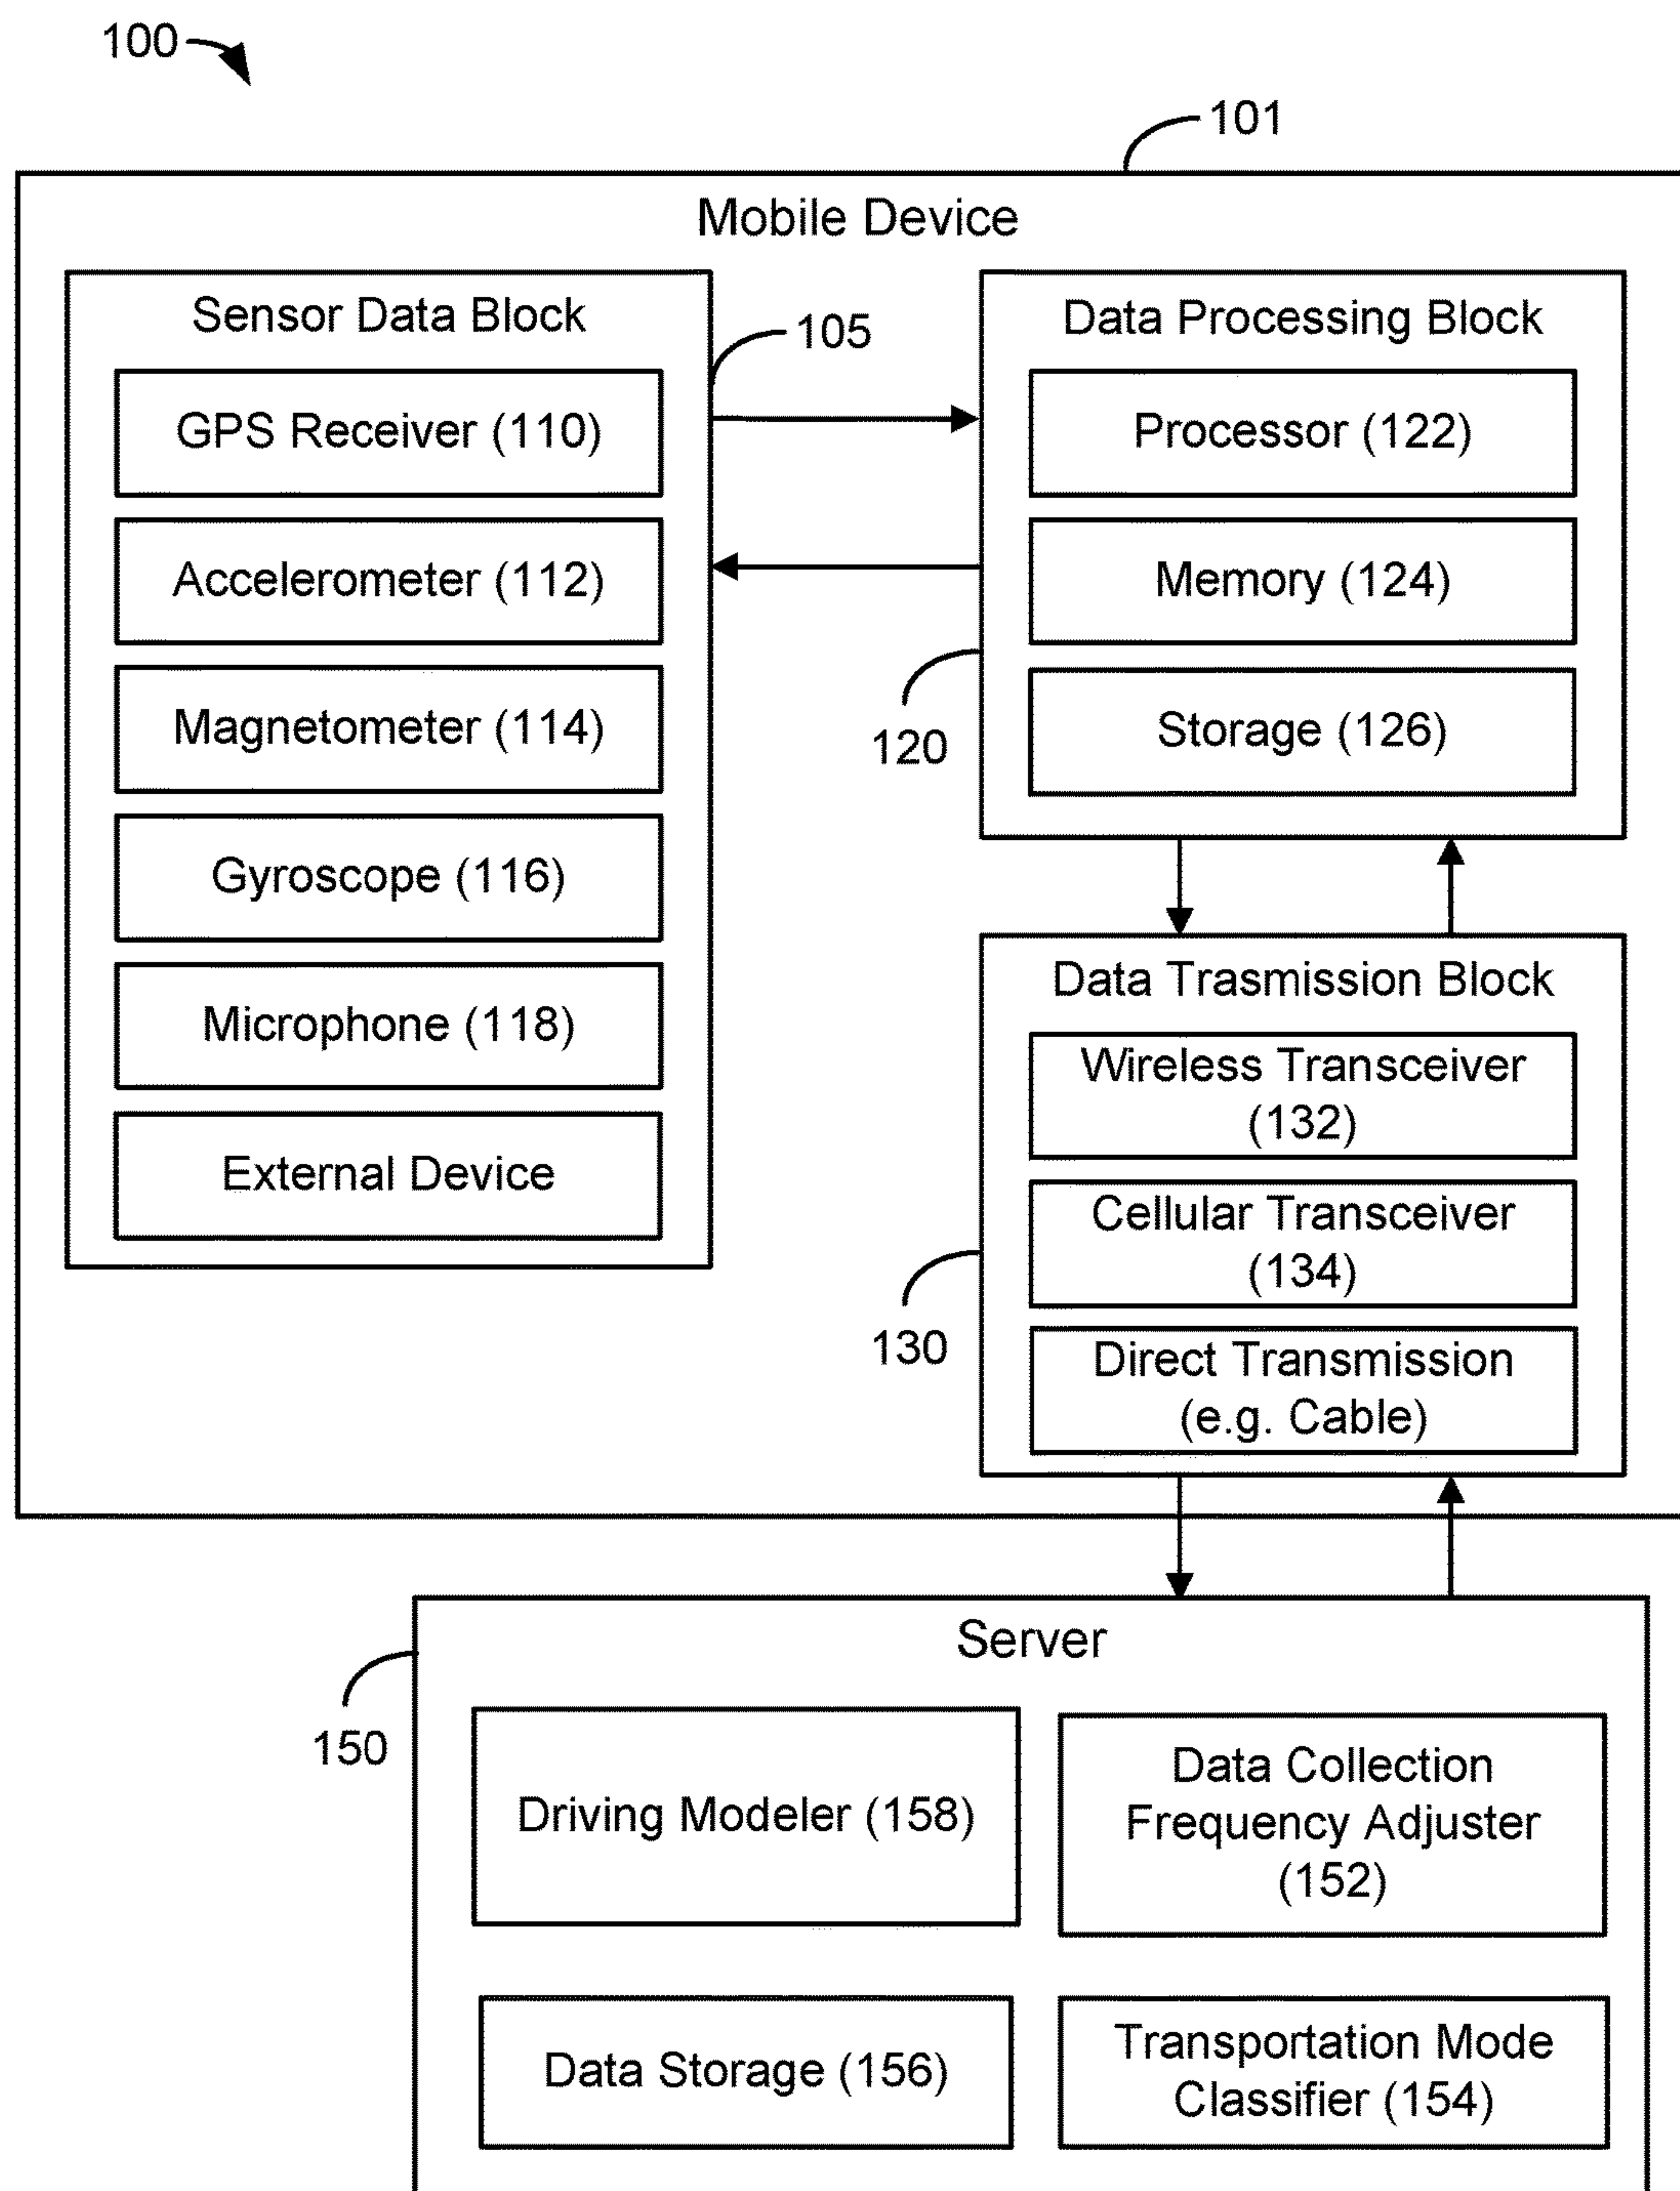 100
101
Mobile Device
Sensor Data Block
105
GPS Receiver (110)
Accelerometer (112)
Magnetometer (114)
Gyroscope (116)
Microphone (118)
External Device
Data Processing Block
Processor (122)
Memory (124)
Storage (126)
120
Data Trasmission Block
Wireless Transceiver
(132)
Cellular Transceiver
(134)
Direct Transmission
(e.g. Cable)
130
Server
150
Driving Modeler (158)
Data Collection
Frequency Adjuster
(152)
Data Storage (156)
Transportation Mode
Classifier (154)